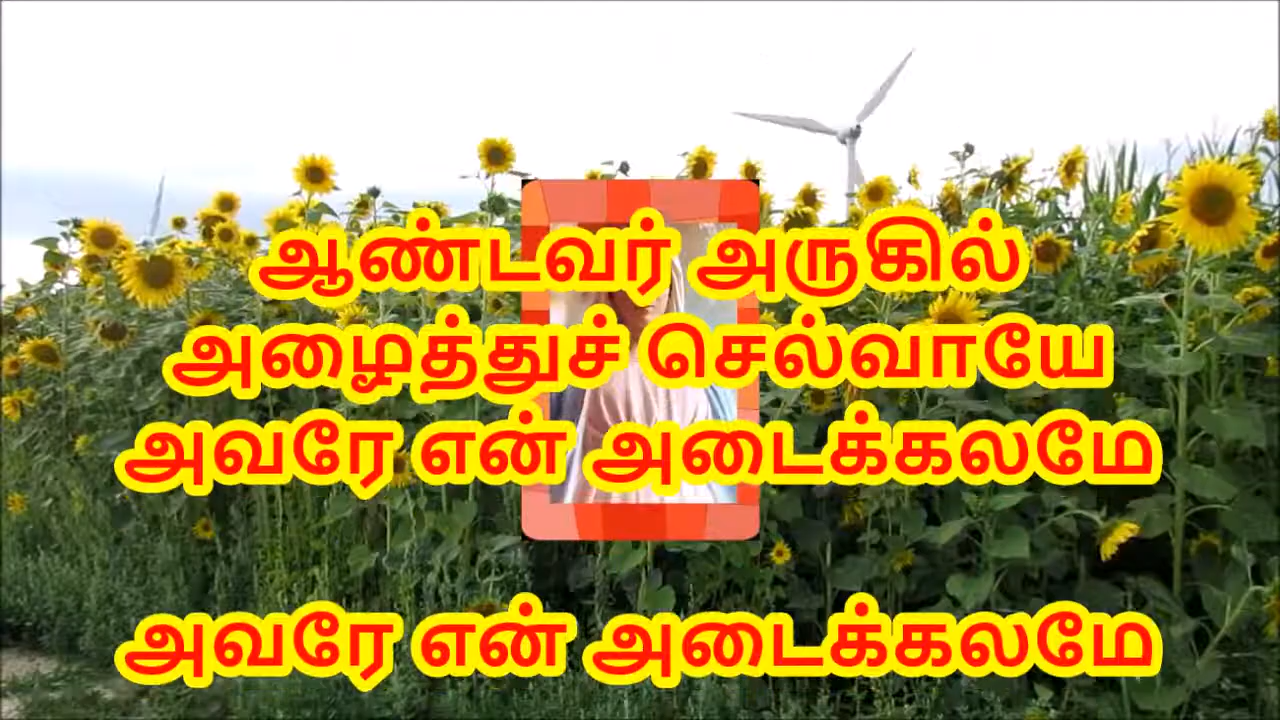 ஆண்டவர் அருகில்
அழைத்துச் செல்வாயே
அவரே என் அடைக்கலமே
அவரே என் அடைக்கலமே